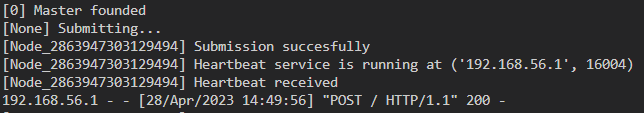 [0] Master founded
[None] Submitting...
[Node_2863947303129494] Submission succesfully
[Node_2863947303129494] Heartbeat service is running at ('192.168.56.1', 16004)
[Node_2863947303129494] Heartbeat received
192.168.56.1 - - [28/Apr/2023 14:49:56] "POST / HTTP/1.1" 200 -